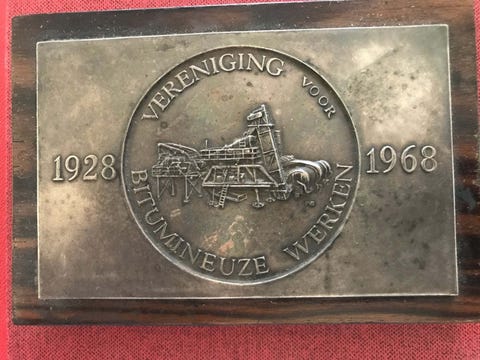 VERENIGING VOOR
1928
1968
BITUMINEUZE WERKEN